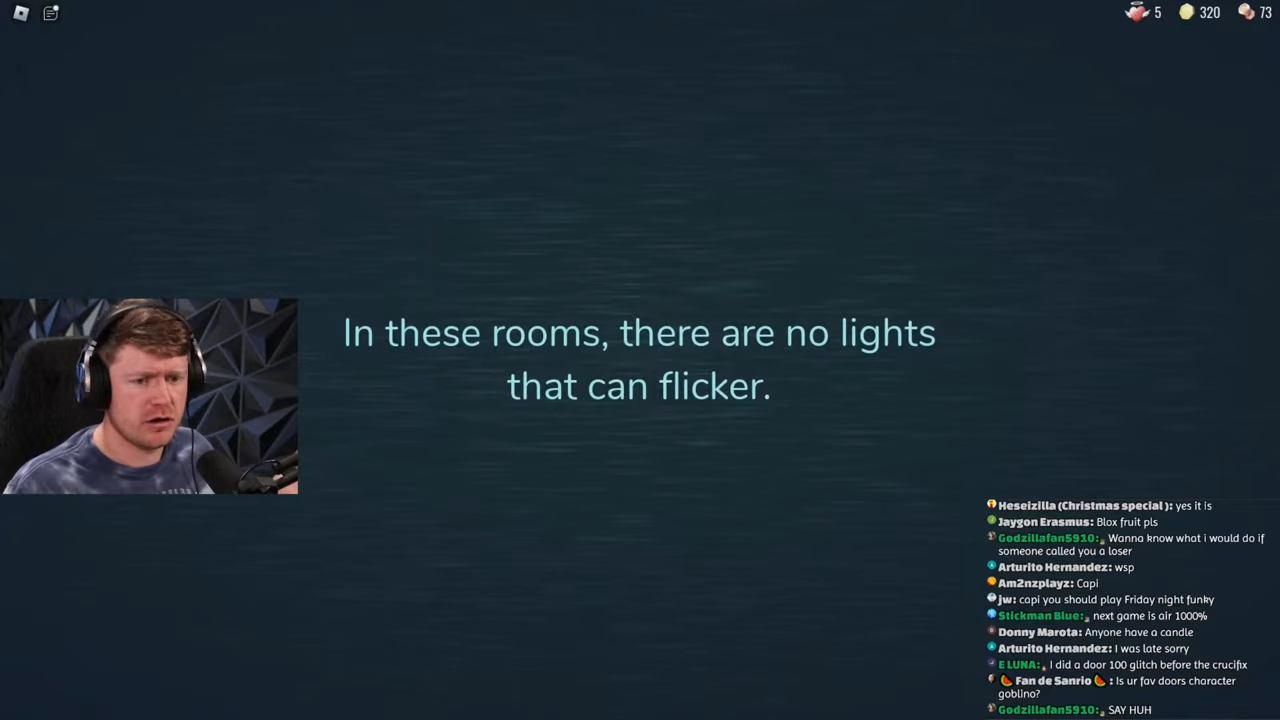 5 320 73
In these rooms, there are no lights
that can flicker.
Heseizilla (Christmas special ): yes it is
Jaygon Erasmus: Blox fruit pls
Godzillafan5910: Wanna know what i would do if
someone called you a loser
Arturito Hernandez: wsp
Am2nzplayz: Capi
jw: capi you should play Friday night funky
Stickman Blue: next game is air 1000%
Donny Marota: Anyone have a candle
Arturito Hernandez: I was late sorry
E LUNA: I did a door 100 glitch before the crucifix
🍉 Fan de Sanrio 🍉 : Is ur fav doors character
goblino?
Godzillafan5910: SAY HUH